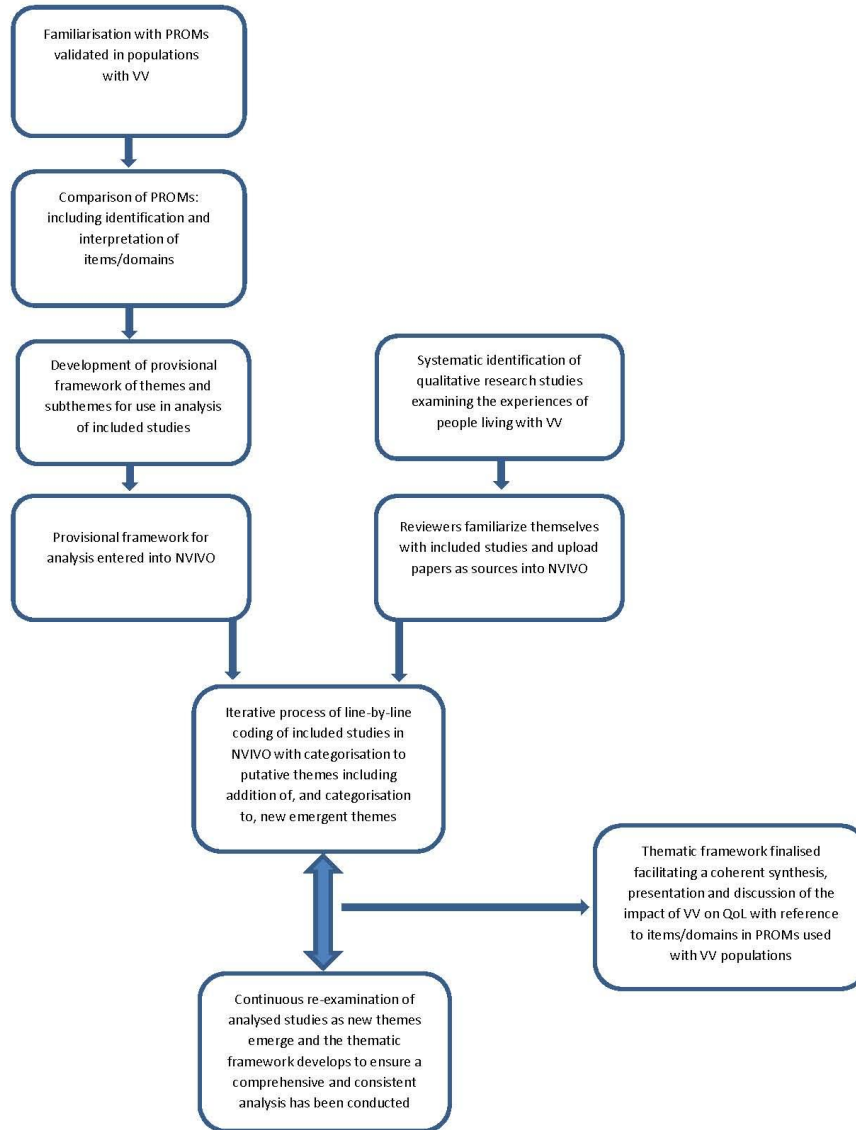 Familiarisation with PROMs
validated in populations
with VV
Comparison of PROMs:
including identification and
interpretation of
items/domains
Development of provisional
framework of themes and
subthemes for use in analysis
of included studies
Provisional framework for
analysis entered into NVIVO
Systematic identification of
qualitative research studies
examining the experiences of
people living with VV
Reviewers familiarize themselves
with included studies and upload
papers as sources into NVIVO
Iterative process of line-by-line
coding of included studies in
NVIVO with categorisation to
putative themes including
addition of, and categorisation
to, new emergent themes
Thematic framework finalised
facilitating a coherent synthesis,
presentation and discussion of the
impact of VV on QoL with reference
to items/domains in PROMs used
with VV populations
Continuous re-examination of
analysed studies as new themes
emerge and the thematic
framework develops to ensure a
comprehensive and consistent
analysis has been conducted